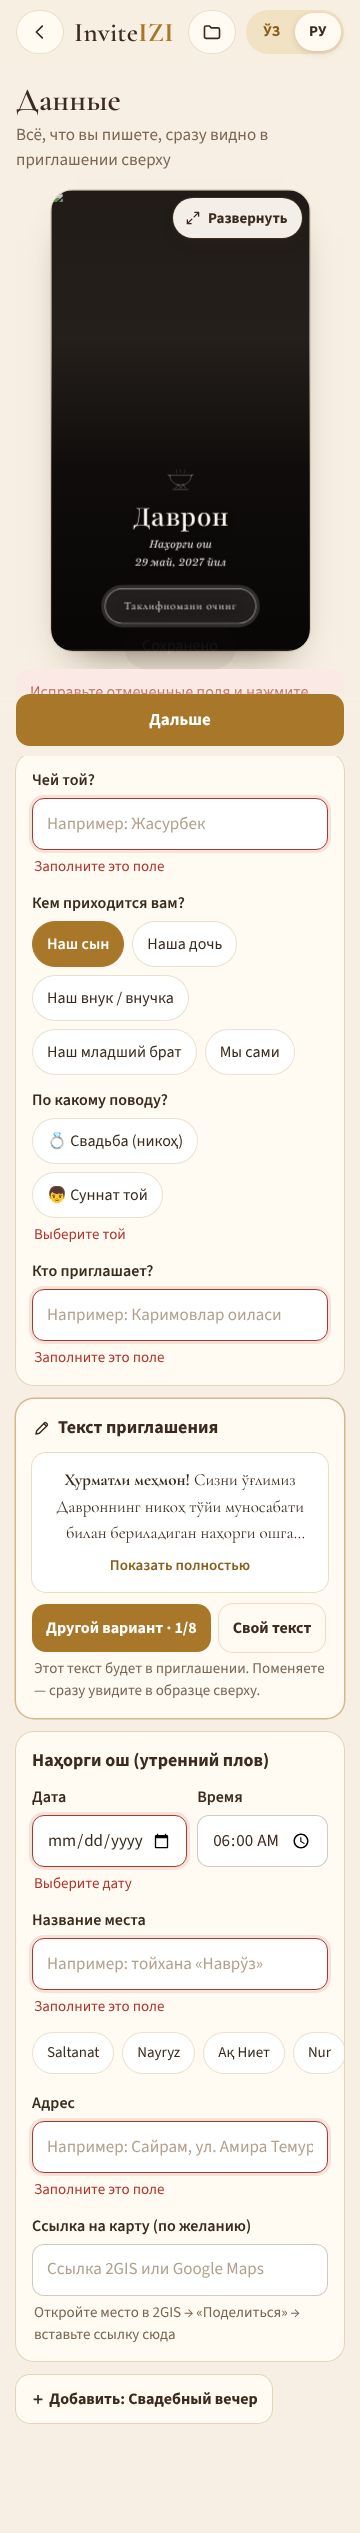 InviteIZI
ЎЗ
РУ
Данные
Всё, что вы пишете, сразу видно в
приглашении сверху
Развернуть
Даврон
Наҳорги ош
29 май, 2027 йил
Таклифномани очинг
Сохранено
Исправьте отмеченные поля и нажмите
Дальше
Чей той?
Например: Жасурбек
Заполните это поле
Кем приходится вам?
Наш сын
Наша дочь
Наш внук / внучка
Наш младший брат
Мы сами
По какому поводу?
💍 Свадьба (никоҳ)
👦 Суннат той
Выберите той
Кто приглашает?
Например: Каримовлар оиласи
Заполните это поле
Текст приглашения
Ҳурматли меҳмон! Сизни ўғлимиз
Давроннинг никоҳ тўйи муносабати
билан бериладиган наҳорги ошга...
Показать полностью
Другой вариант · 1/8
Свой текст
Этот текст будет в приглашении. Поменяете
— сразу увидите в образце сверху.
Наҳорги ош (утренний плов)
Дата
Время
mm/dd/yyyy
06:00 AM
Выберите дату
Название места
Например: тойхана «Наврўз»
Заполните это поле
Saltanat
Nayryz
Ақ Ниет
Nur
Адрес
Например: Сайрам, ул. Амира Темур
Заполните это поле
Ссылка на карту (по желанию)
Ссылка 2GIS или Google Maps
Откройте место в 2GIS → «Поделиться» →
вставьте ссылку сюда
+ Добавить: Свадебный вечер